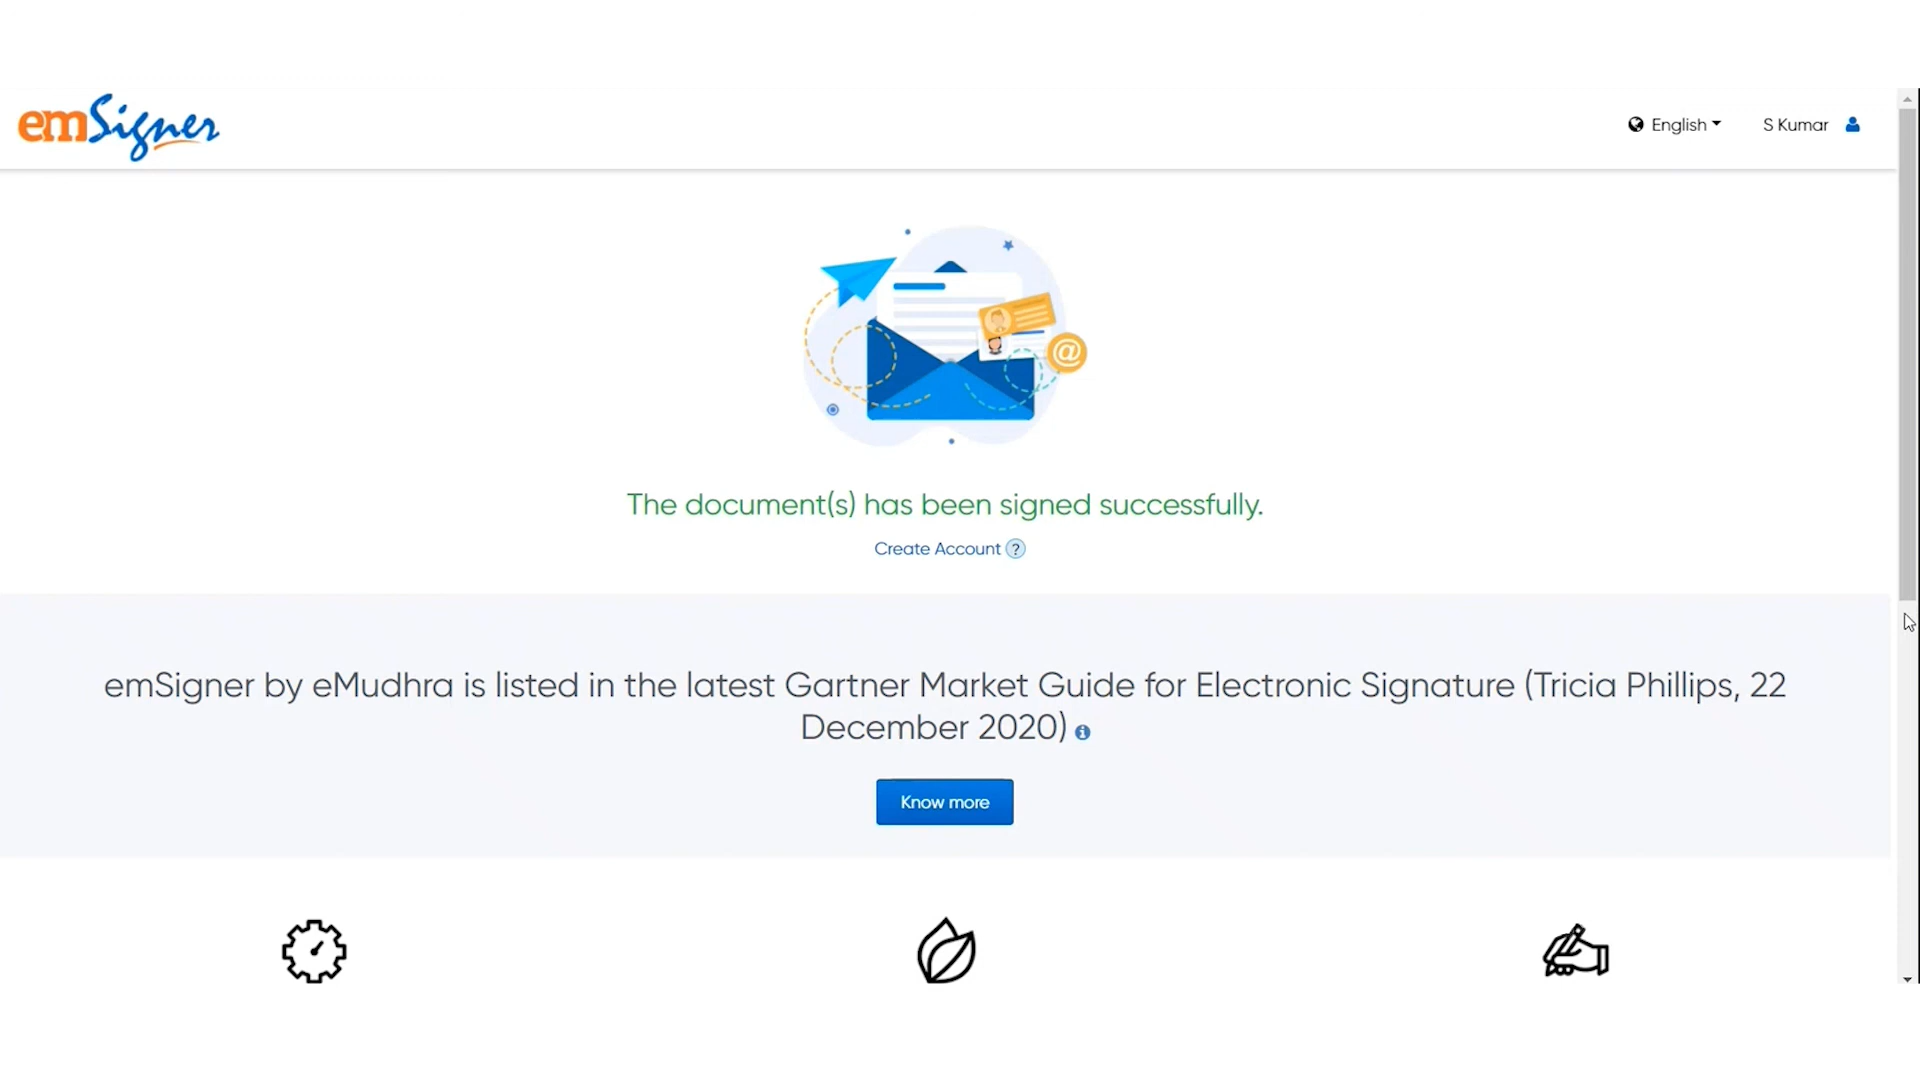 emSigner
English
S Kumar
@
The document(s) has been signed successfully.
Create Account ?
emSigner by eMudhra is listed in the latest Gartner Market Guide for Electronic Signature (Tricia Phillips, 22
December 2020) i
Know more